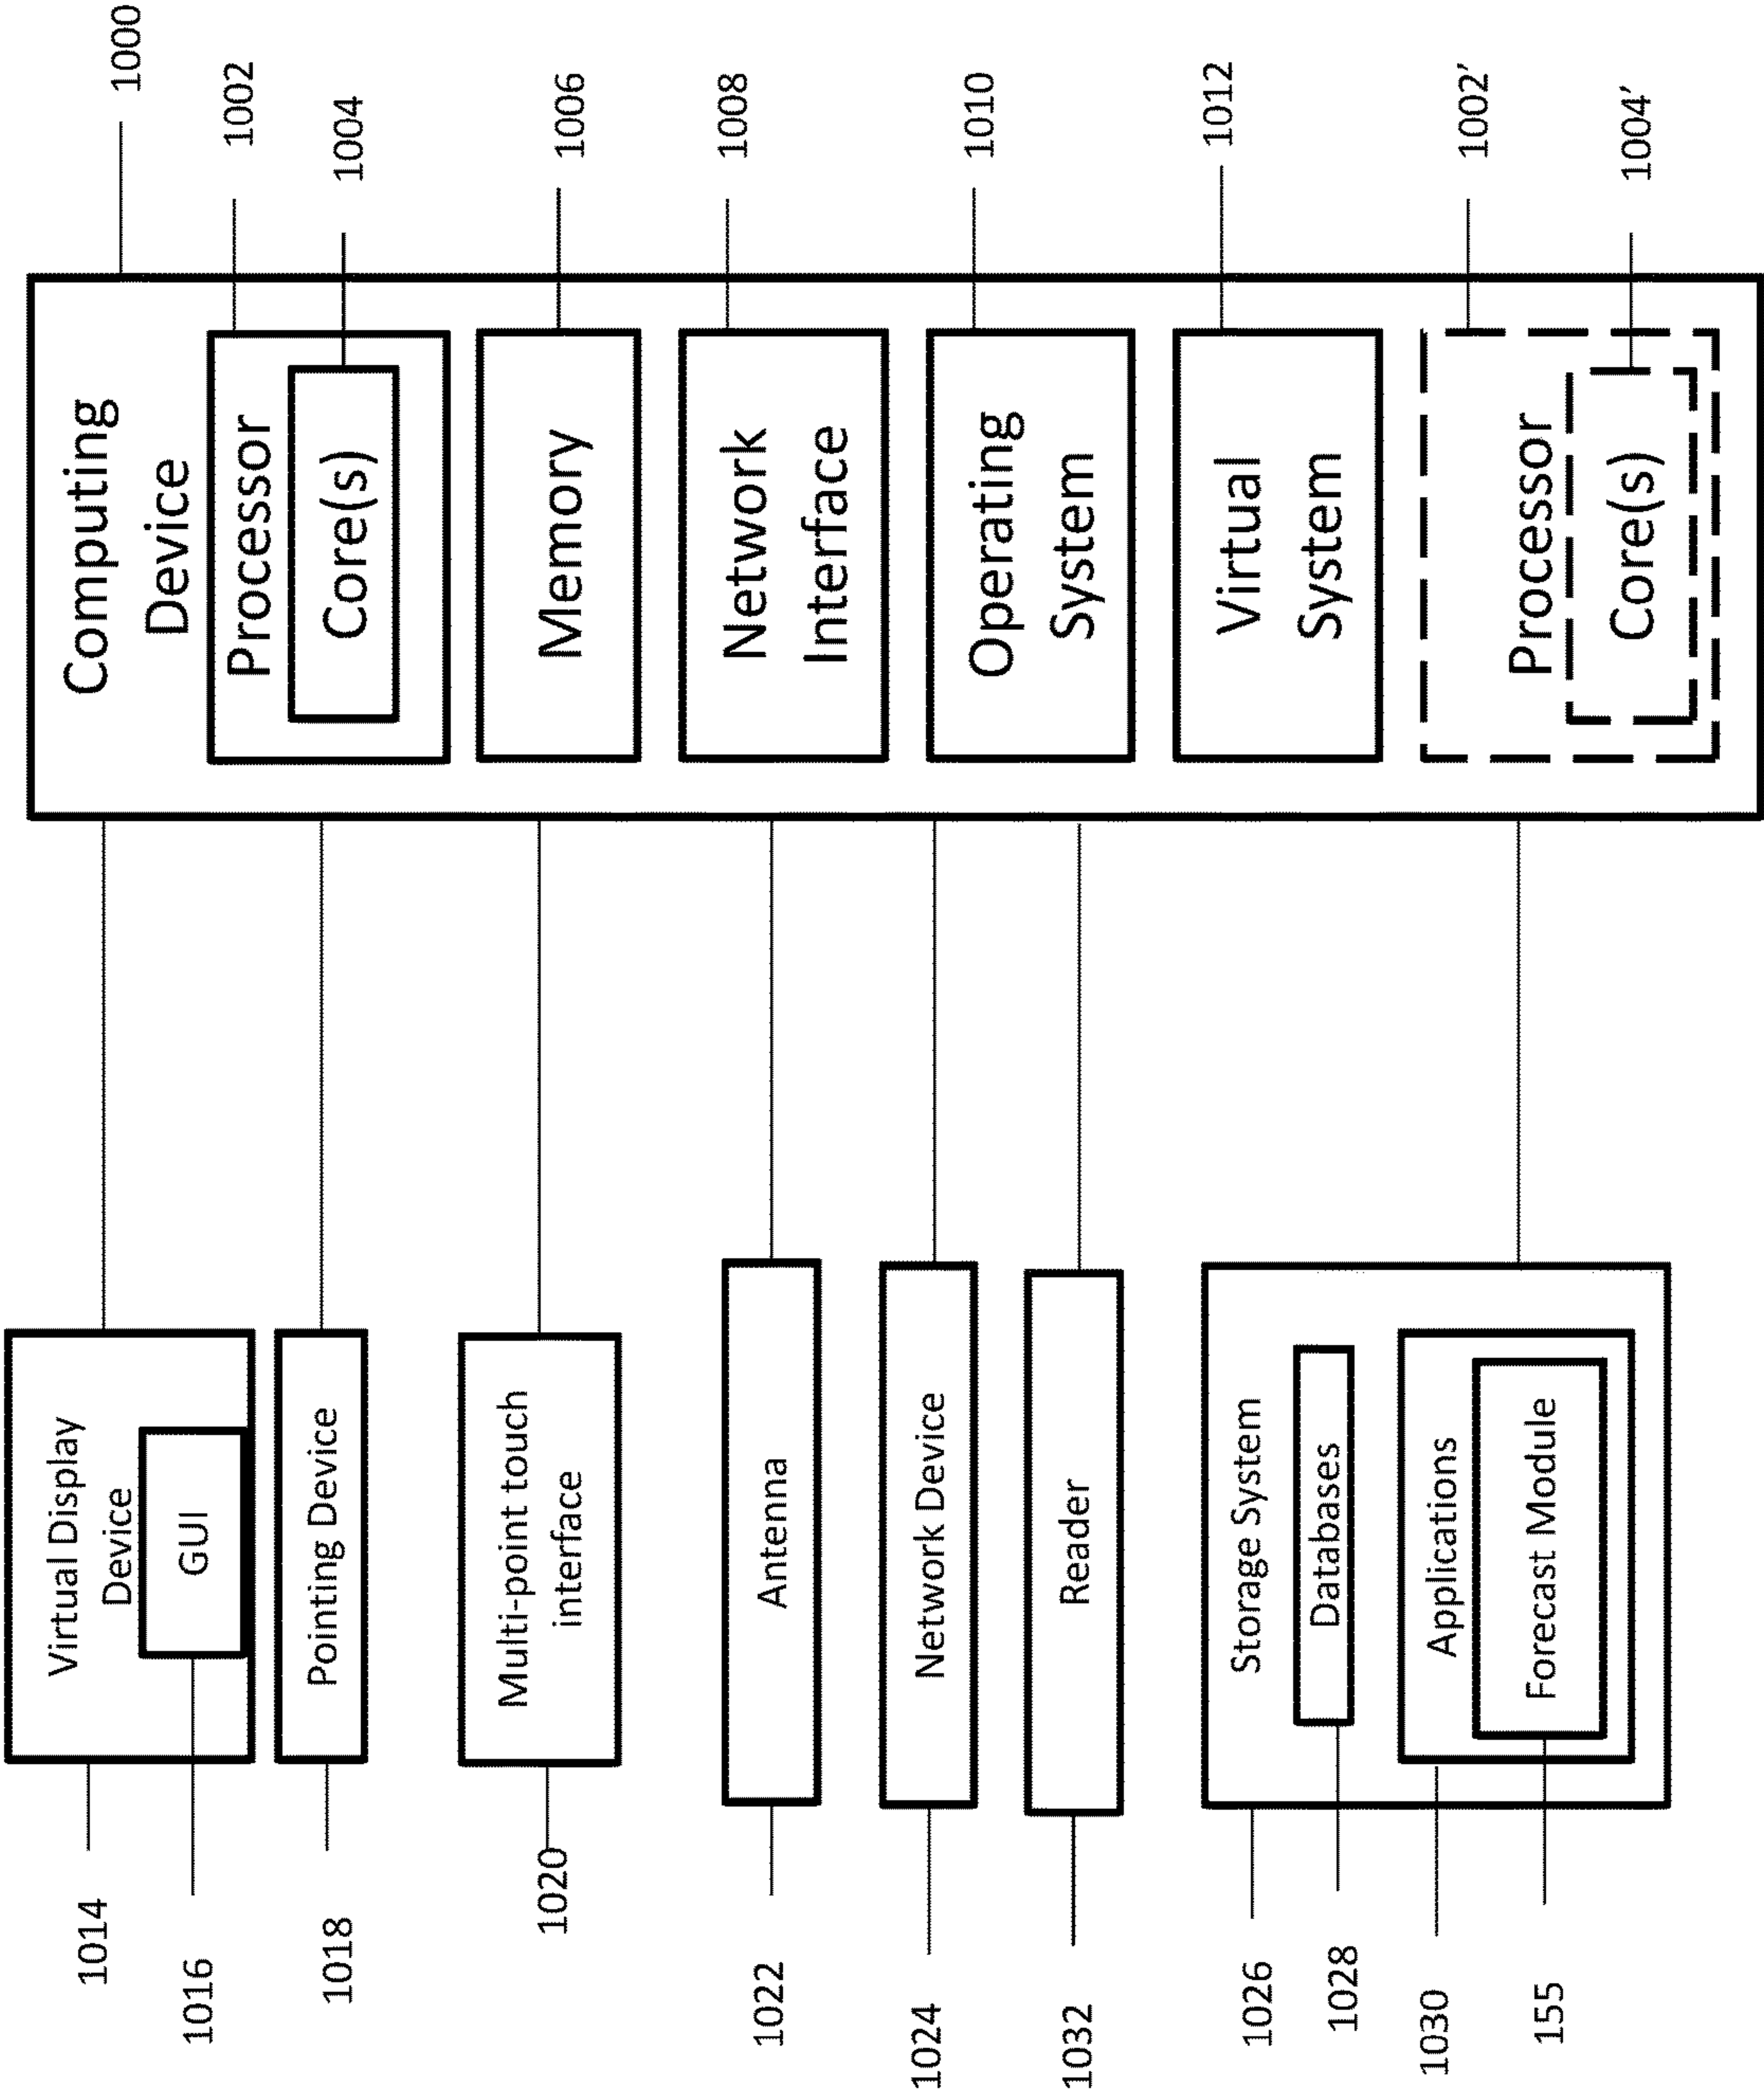 1014
1016
1018
1020
1022
1024
1032
1026
1028
1030
155
Virtual Display
Device
GUI
Pointing Device
Multi-point touch
interface
Antenna
Network Device
Reader
Storage System
Databases
Applications
Forecast Module
Computing
Device
Processor
Core(s)
Memory
Network
Interface
Operating
System
Virtual
System
Processor
Core(s)
1000
1002
1004
1006
1008
1010
1012
1002'
1004'